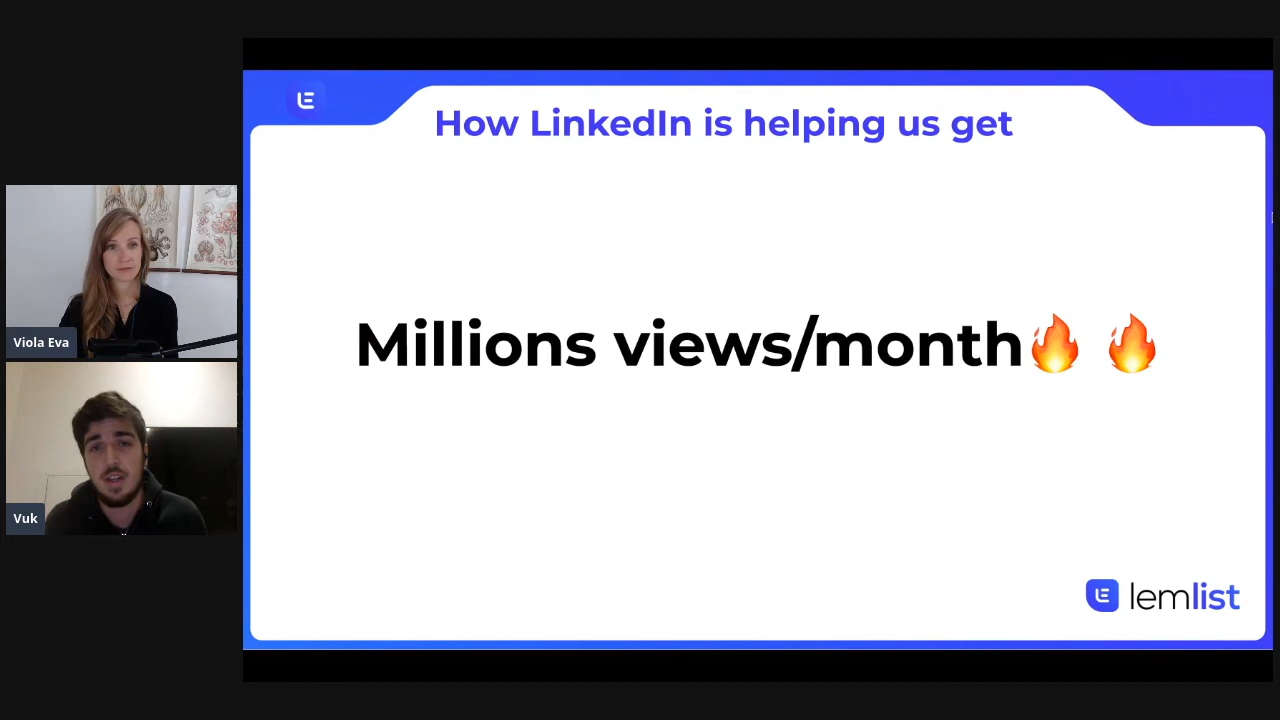 How LinkedIn is helping us get
Millions views/month🔥 🔥
Viola Eva
Vuk
lemlist